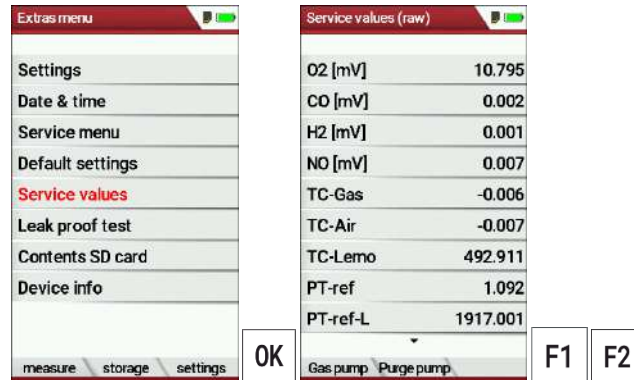 Extras menu
Settings
Date & time
Service menu
Default settings
Service values
Leak proof test
Contents SD card
Device info
measure storage settings
OK
Service values (raw)
O2 [mV] 10.795
CO [mV] 0.002
H2 [mV] 0.001
NO [mV] 0.007
TC-Gas -0.006
TC-Air -0.007
TC-Lemo 492.911
PT-ref 1.092
PT-ref-L 1917.001
Gas pump Purge pump
F1 F2